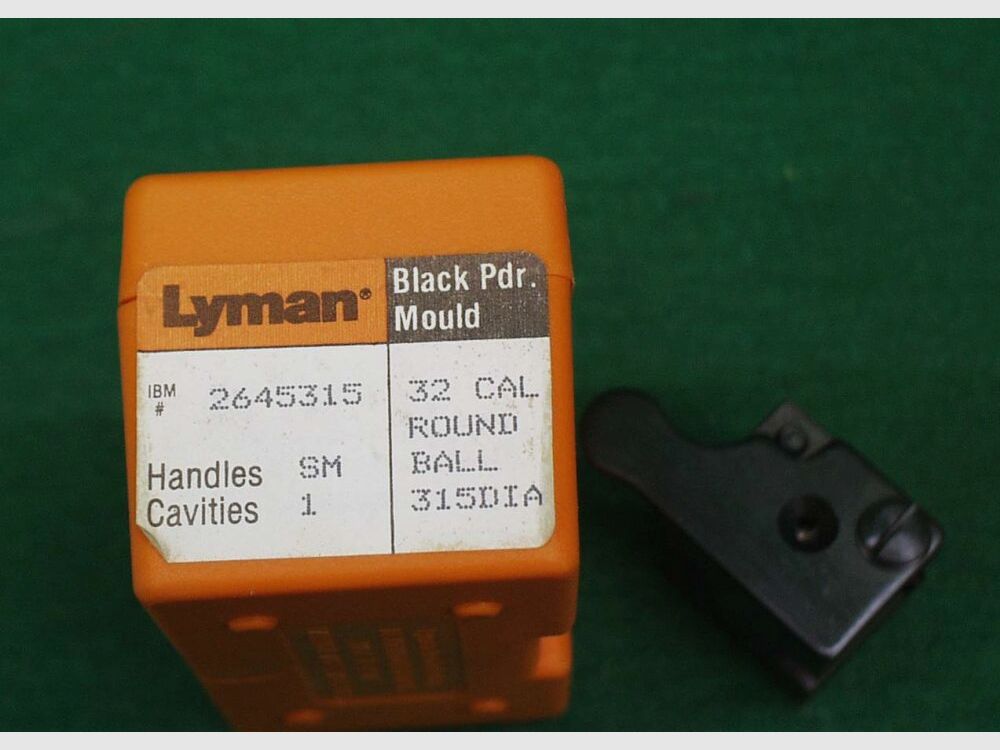 Lyman®
Black Pdr.
Mould
IBM
#
2645315
Handles SM
Cavities 1
32 CAL
ROUND
BALL
315DIA